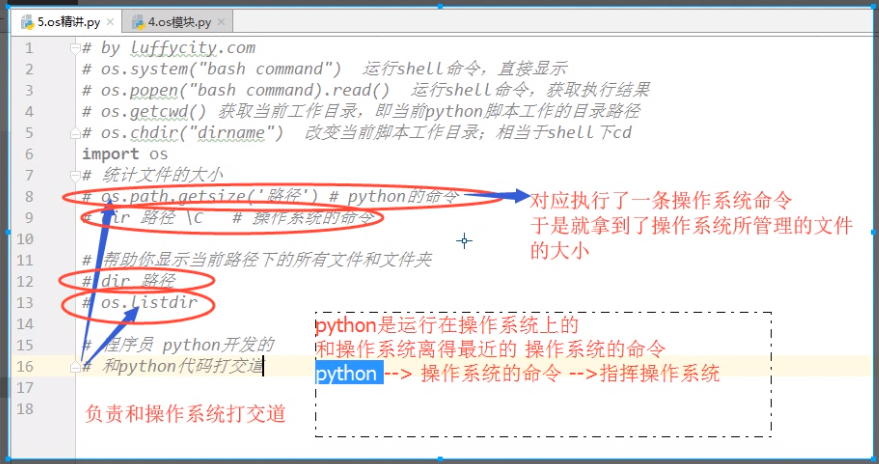 5.os精讲.py
4.os模块.py
1 # by luffycity.com
2 # os.system("bash command")  运行shell命令，直接显示
3 # os.popen("bash command).read()  运行shell命令，获取执行结果
4 # os.getcwd() 获取当前工作目录，即当前python脚本工作的目录路径
5 # os.chdir("dirname")  改变当前脚本工作目录；相当于shell下cd
6 import os
7 # 统计文件的大小
8 # os.path.getsize('路径') # python的命令
9 # dir 路径 \C   # 操作系统的命令
10
11 # 帮助你显示当前路径下的所有文件和文件夹
12 # dir 路径
13 # os.listdir
14
15 # 程序员 python开发的
16 # 和python代码打交道
17
18
对应执行了一条操作系统命令
于是就拿到了操作系统所管理的文件
的大小
python是运行在操作系统上的
和操作系统离得最近的 操作系统的命令
python --> 操作系统的命令 -->指挥操作系统
负责和操作系统打交道